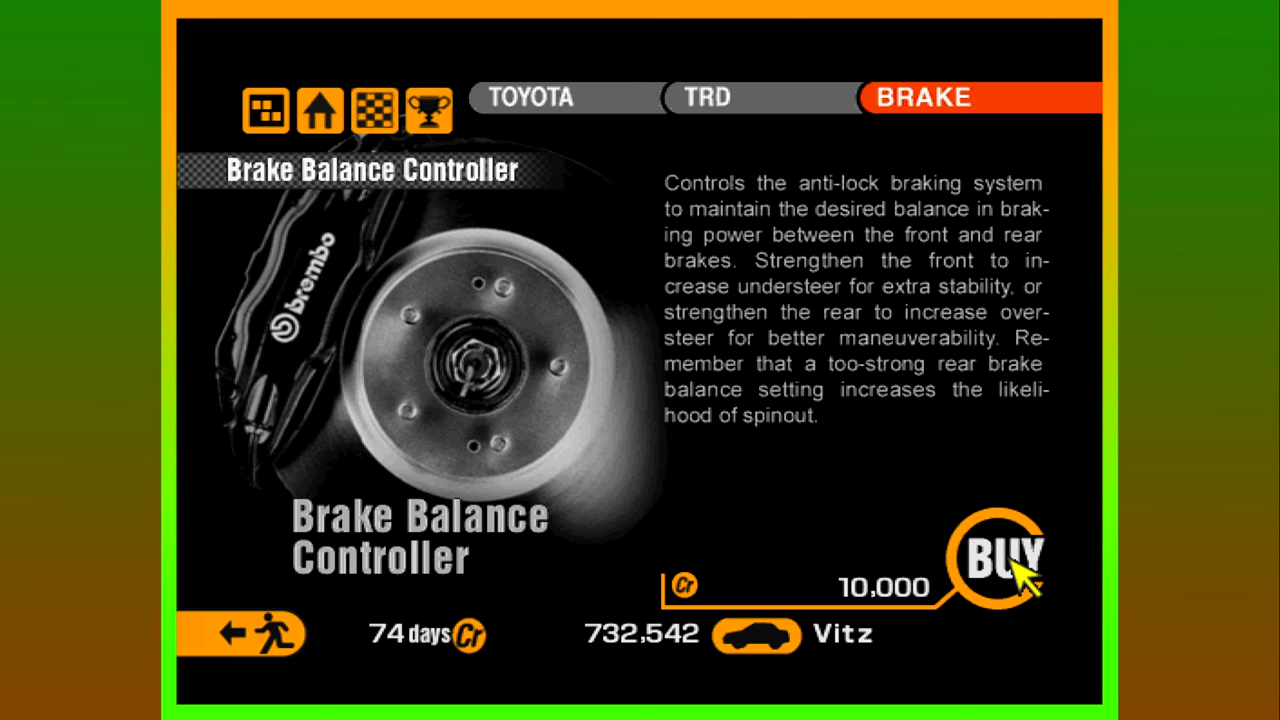 TOYOTA TRD BRAKE
Brake Balance Controller
brembo
Controls the anti-lock braking system
to maintain the desired balance in brak-
ing power between the front and rear
brakes. Strengthen the front to in-
crease understeer for extra stability, or
strengthen the rear to increase over-
steer for better maneuverability. Re-
member that a too-strong rear brake
balance setting increases the likeli-
hood of spinout.
Brake Balance
Controller
BUY
Cr 10,000
74 days Cr 732,542 Vitz